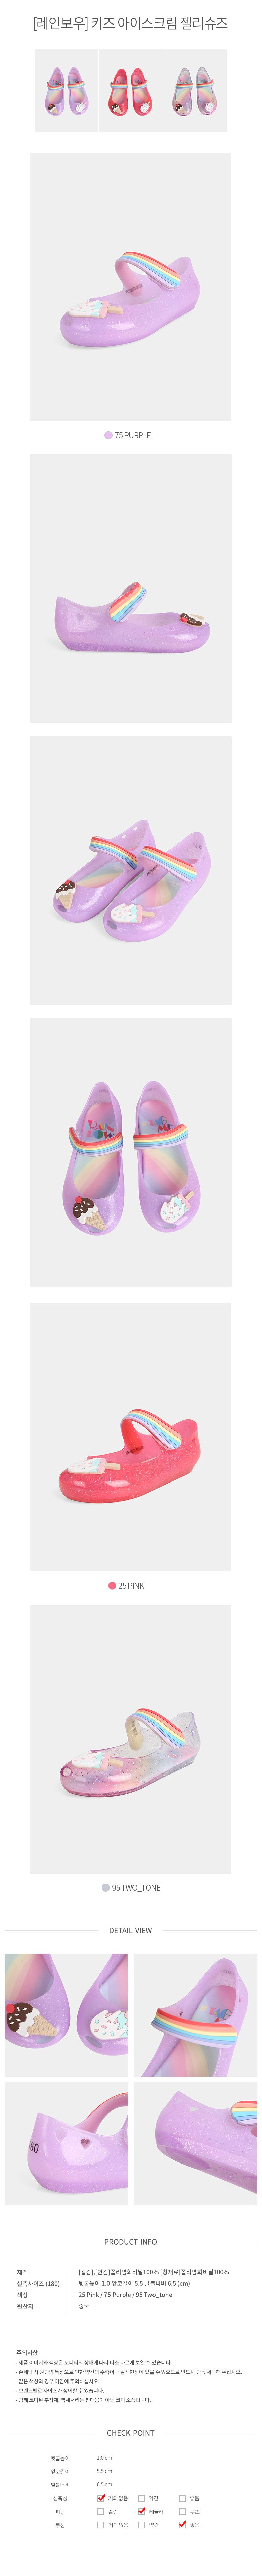 [레인보우] 키즈 아이스크림 젤리슈즈
75 PURPLE
25 PINK
95 TWO_TONE
DETAIL VIEW
80
PRODUCT INFO
재질 [겉감],[안감]폴리염화비닐100% [창재료]폴리염화비닐100%
실측사이즈 (180) 뒷굽높이 1.0 앞코길이 5.5 발볼너비 6.5 (cm)
색상 25 Pink / 75 Purple / 95 Two_tone
원산지 중국
주의사항
- 제품 이미지와 색상은 모니터의 상태에 따라 다소 다르게 보일 수 있습니다.
- 손세탁 시 원단의 특성으로 인한 약간의 수축이나 탈색현상이 있을 수 있으므로 반드시 단독 세탁해 주십시오.
- 짙은 색상의 경우 이염에 주의하십시오.
- 브랜드별로 사이즈가 상이할 수 있습니다.
- 함께 코디된 부자재, 액세서리는 판매용이 아닌 코디 소품입니다.
CHECK POINT
뒷굽높이 1.0 cm
앞코길이 5.5 cm
발볼너비 6.5 cm
신축성 거의 없음 약간 좋음
피팅 슬림 레귤러 루즈
쿠션 거의 없음 약간 좋음